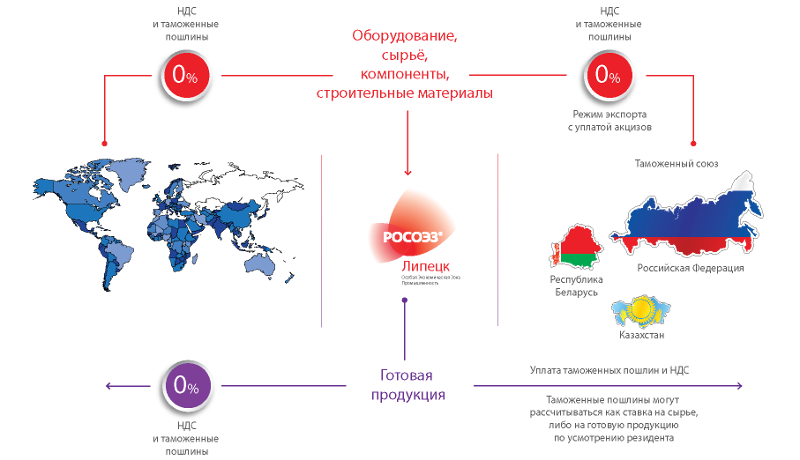 НДС
и таможенные
пошлины
0%
Оборудование,
сырьё,
компоненты,
строительные материалы
НДС
и таможенные
пошлины
0%
Режим экспорта
с уплатой акцизов
Таможенный союз
РОСОЭЗ®
Липецк
Особая Экономическая Зона
Промышленность
Российская Федерация
Республика
Беларусь
Казахстан
0%
НДС
и таможенные
пошлины
Готовая
продукция
Уплата таможенных пошлин и НДС
Таможенные пошлины могут
рассчитываться как ставка на сырье,
либо на готовую продукцию
по усмотрения резидента